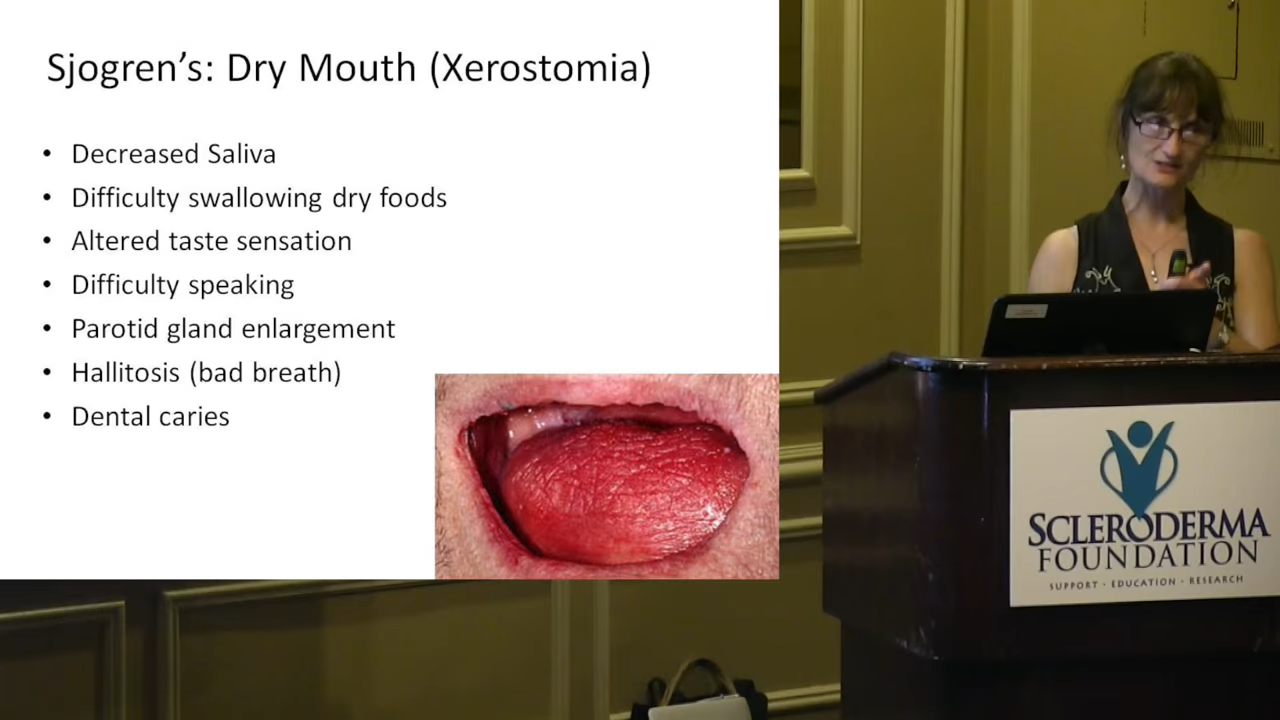 Sjogren's: Dry Mouth (Xerostomia)
• Decreased Saliva
• Difficulty swallowing dry foods
• Altered taste sensation
• Difficulty speaking
• Parotid gland enlargement
• Hallitosis (bad breath)
• Dental caries
SCLERODERMA
FOUNDATION
SUPPORT · EDUCATION · RESEARCH